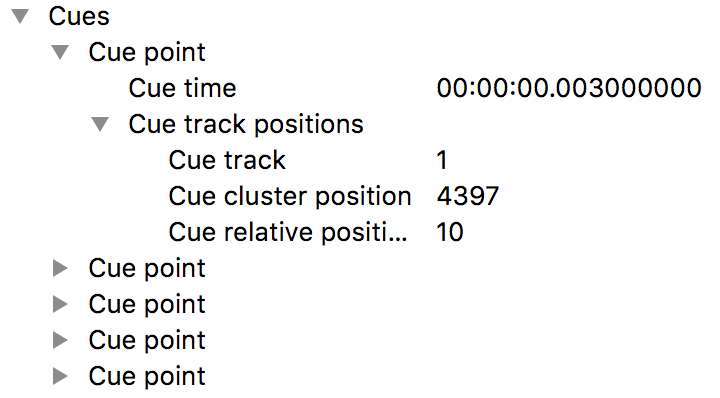 Cues
Cue point
Cue time 00:00:00.003000000
Cue track positions
Cue track 1
Cue cluster position 4397
Cue relative positi... 10
Cue point
Cue point
Cue point
Cue point